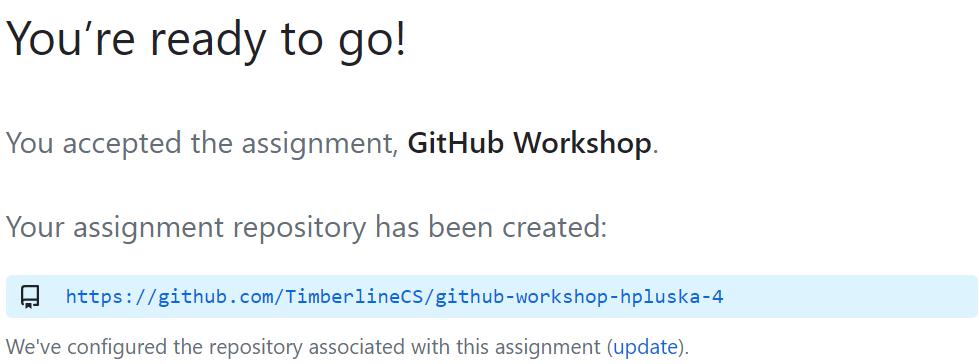 You’re ready to go!
You accepted the assignment, GitHub Workshop.
Your assignment repository has been created:
https://github.com/TimberlineCS/github-workshop-hpluska-4
We've configured the repository associated with this assignment (update).